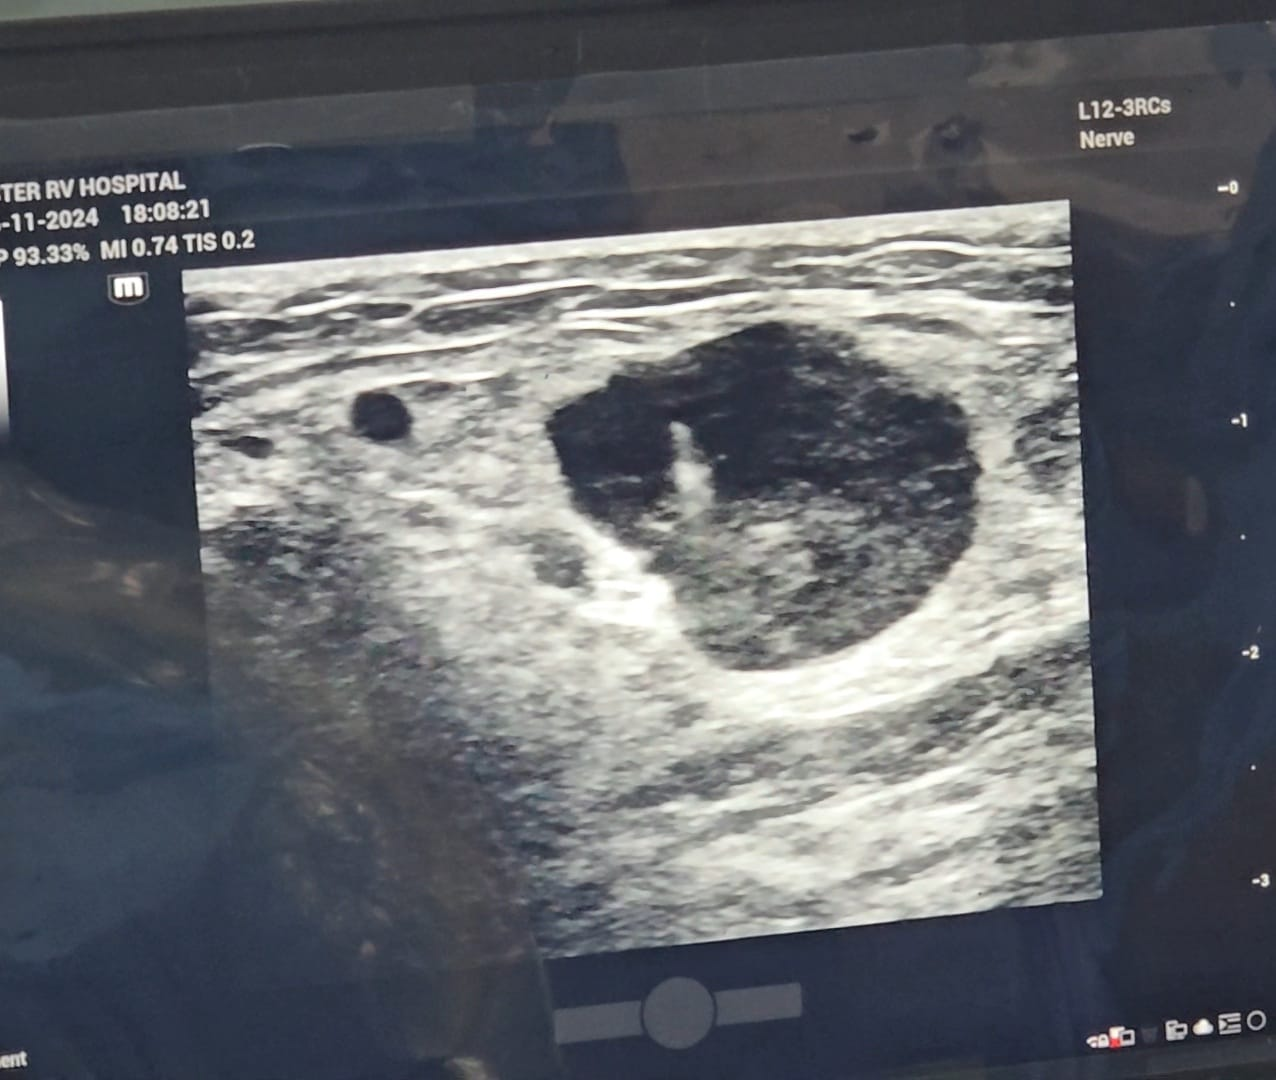 L12-3RCs
Nerve
TER RV HOSPITAL
-11-2024 18:08:21
P 93.33% MI 0.74 TIS 0.2
m
0
-1
-2
-3
ent